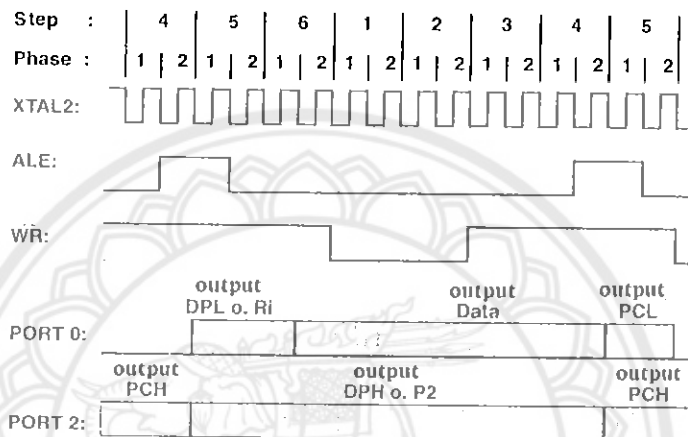 Step : 4 5 6 1 2 3 4 5
Phase : 1 2 1 2 1 2 1 2 1 2 1 2 1 2 1 2
XTAL2:
ALE:
WR:
output output output
DPL o. Ri Data PCL
PORT 0:
output output output
PCH DPH o. P2 PCH
PORT 2: